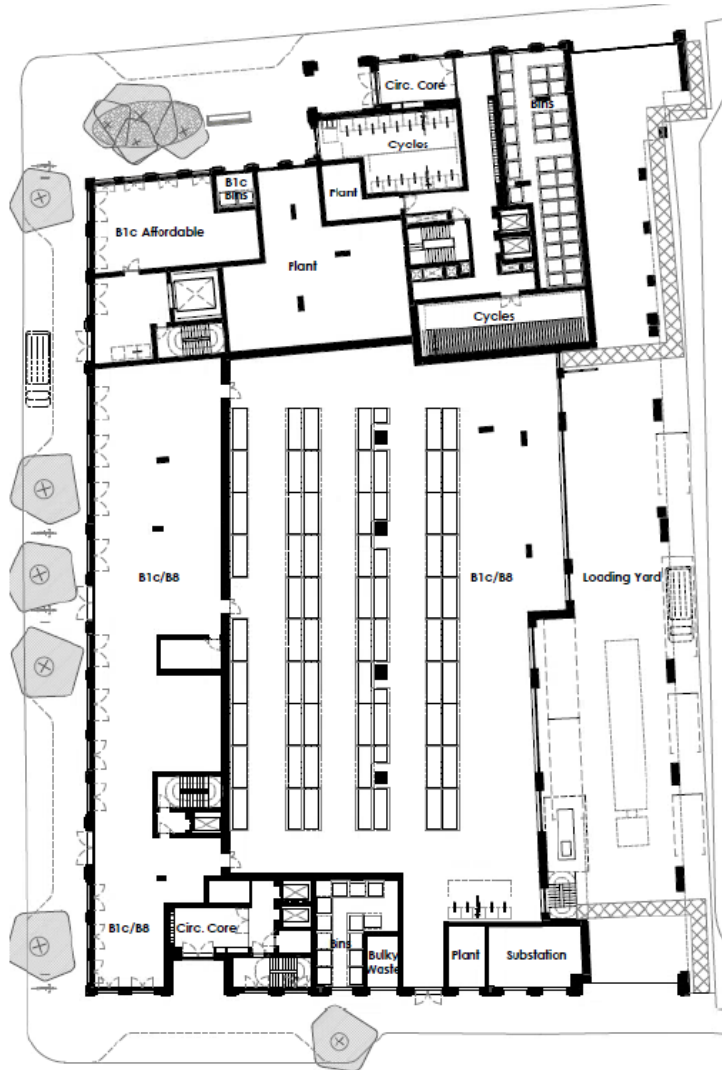 Circ. Core
Bins
Cycles
B1c
Bins
Plant
B1c Affordable
Plant
Cycles
B1c/B8
B1c/B8
Loading Yard
B1c/B8
Circ. Core
Bins
Bulky
Waste
Plant
Substation